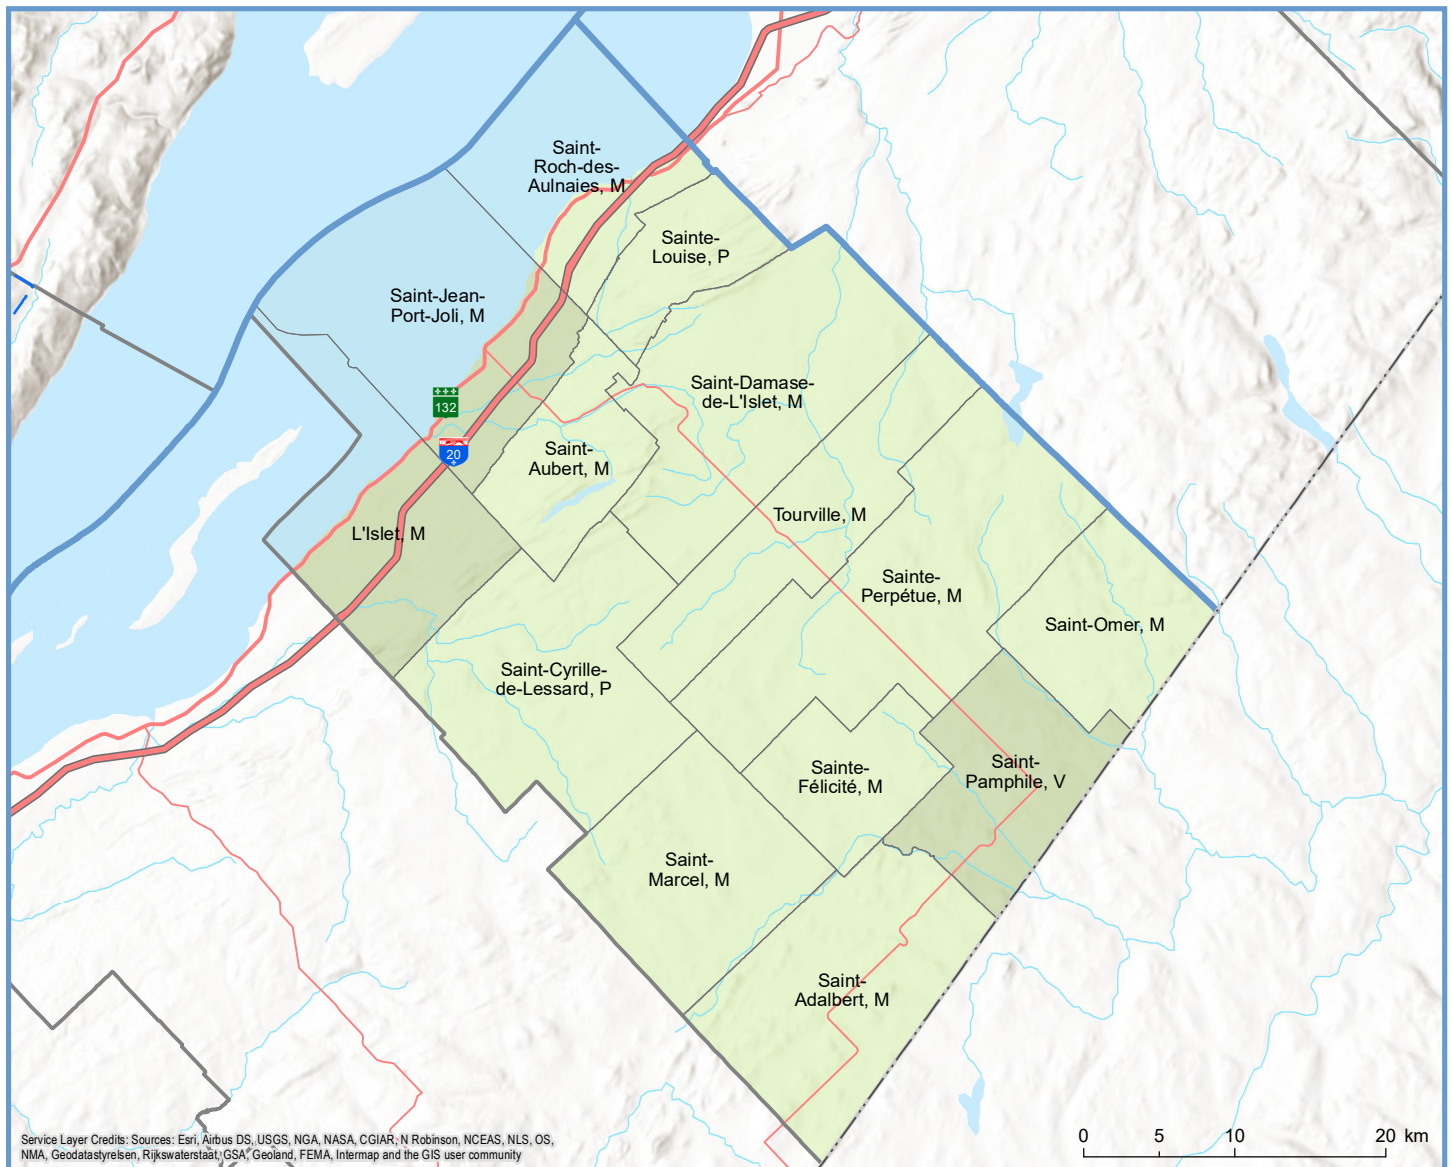 Saint-
Roch-des-
Aulnaies, M
Sainte-
Louise, P
Saint-Jean-
Port-Joli, M
132
20
Saint-Damase-
de-L'Islet, M
Saint-
Aubert, M
L'Islet, M
Tourville, M
Sainte-
Perpétue, M
Saint-Omer, M
Saint-Cyrille-
de-Lessard, P
Sainte-
Félicité, M
Saint-
Pamphile, V
Saint-
Marcel, M
Saint-
Adalbert, M
0 5 10 20 km
Service Layer Credits: Sources: Esri, Airbus DS, USGS, NGA, NASA, CGIAR, N Robinson, NCEAS, NLS, OS,
NMA, Geodatastyrelsen, Rijkswaterstaat, GSA, Geoland, FEMA, Intermap and the GIS user community